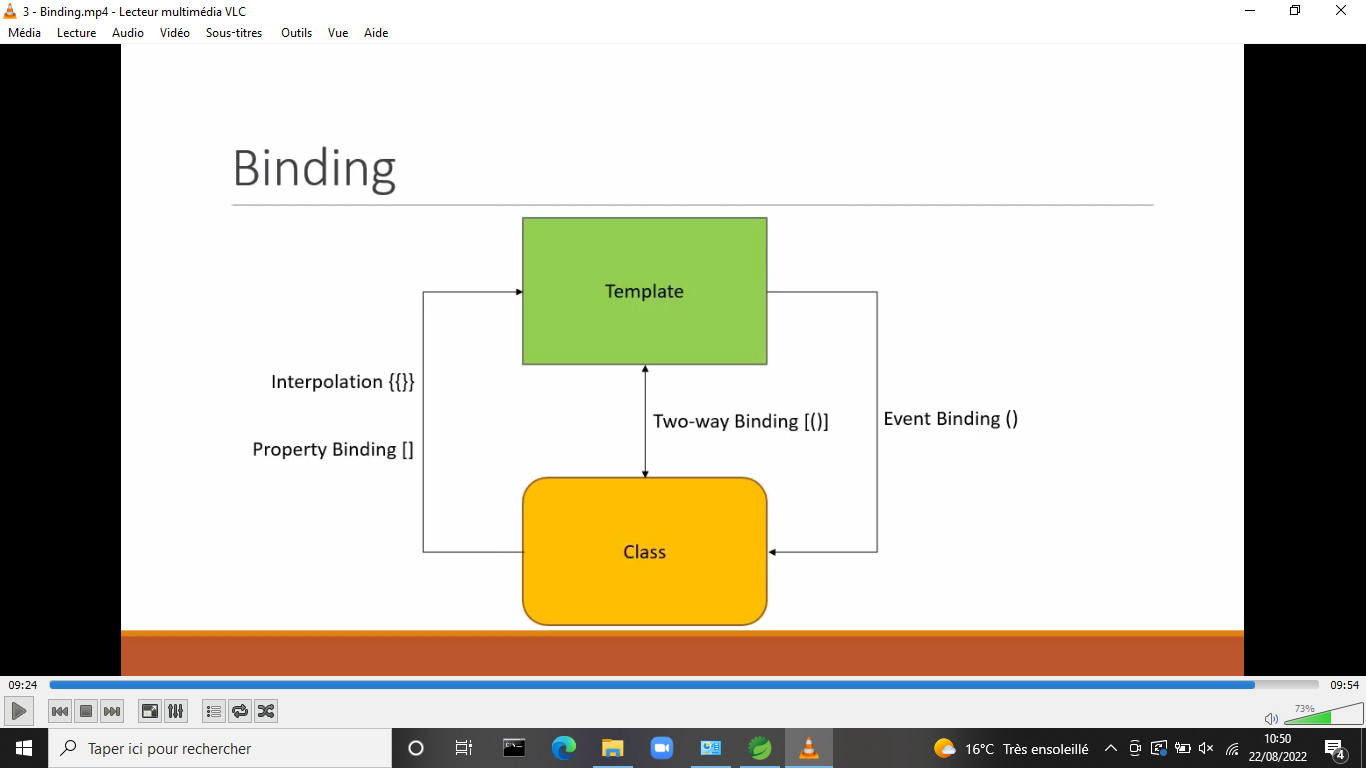 3 - Binding.mp4 - Lecteur multimédia VLC
Média Lecture Audio Vidéo Sous-titres Outils Vue Aide
Binding
Template
Interpolation {{}}
Two-way Binding [()]
Event Binding ()
Property Binding []
Class
09:24
09:54
73%
Taper ici pour rechercher
16°C Très ensoleillé
10:50
22/08/2022
4